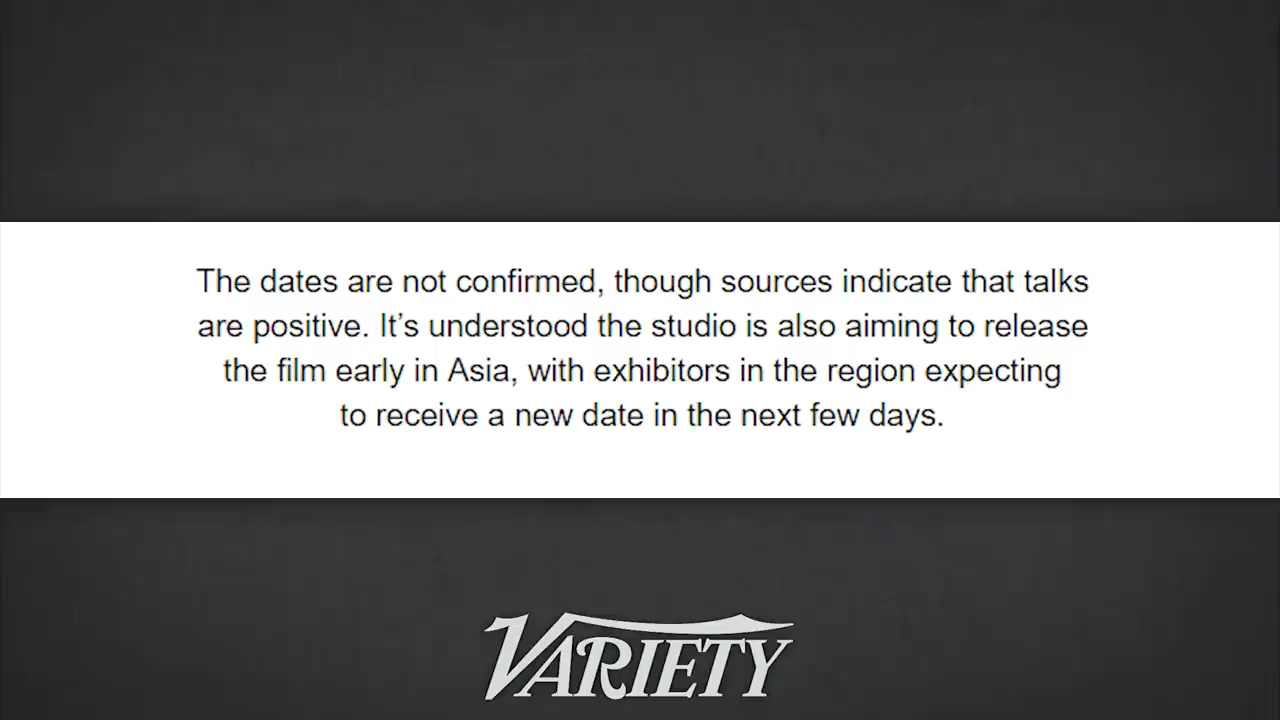 The dates are not confirmed, though sources indicate that talks
are positive. It’s understood the studio is also aiming to release
the film early in Asia, with exhibitors in the region expecting
to receive a new date in the next few days.
VARIETY